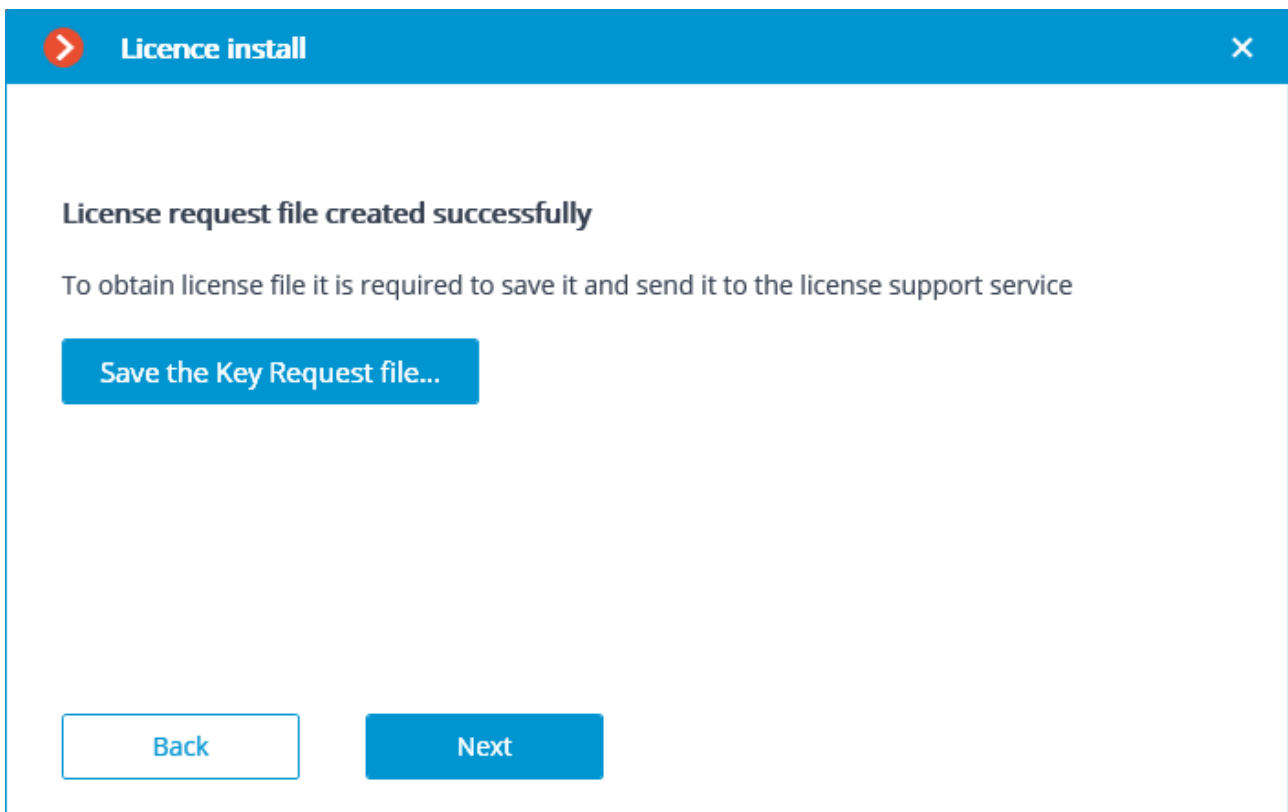 Licence install
License request file created successfully
To obtain license file it is required to save it and send it to the license support service
Save the Key Request file...
Back
Next